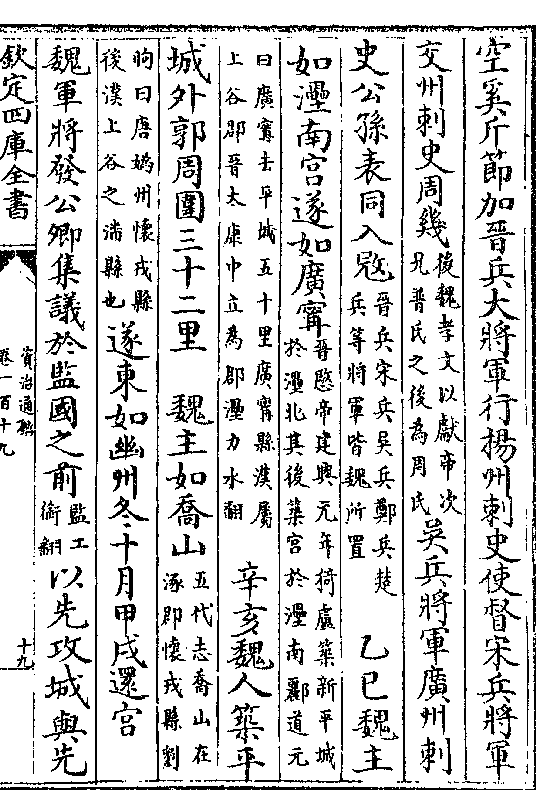 空奚斤節加晉兵大將軍行揚州刺史使督宋兵將軍
交州刺史周幾後魏孝文以獻帝次
兄普氏之後為周氏
吳兵將軍廣州刺
史公孫表同入㓂晉兵宋兵吳兵鄭兵楚
兵等將軍皆魏所置
乙巳魏主
如㶟南宫遂如廣甯晉愍帝建興元年猗盧築新平城
於㶟北其後築宫於㶟南酈道元
曰廣甯去平城五十里廣甯縣漢屬
上谷郡晉太康中立為郡㶟力水翻
辛亥魏人築平
城外郭周圍三十二里 魏主如喬山五代志喬山在
涿郡懷戎縣劉
昫曰唐媯州懷戎縣
後漢上谷之潘縣也
遂東如幽州冬十月甲戌還宫
魏軍將發公卿集議於監國之前監工
銜翻
以先攻城與先
欽定四庫全書
資治通鑑
卷一百十九
十九